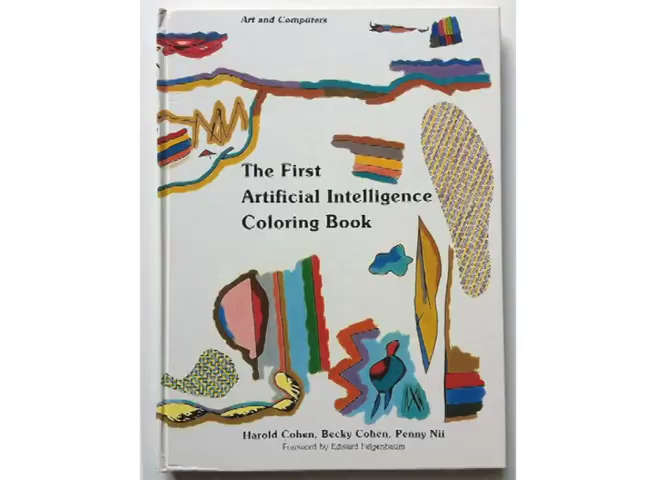 Art and Computers
The First
Artificial Intelligence
Coloring Book
Harold Cohen, Becky Cohen, Penny Nii
Foreword by Edward Feigenbaum